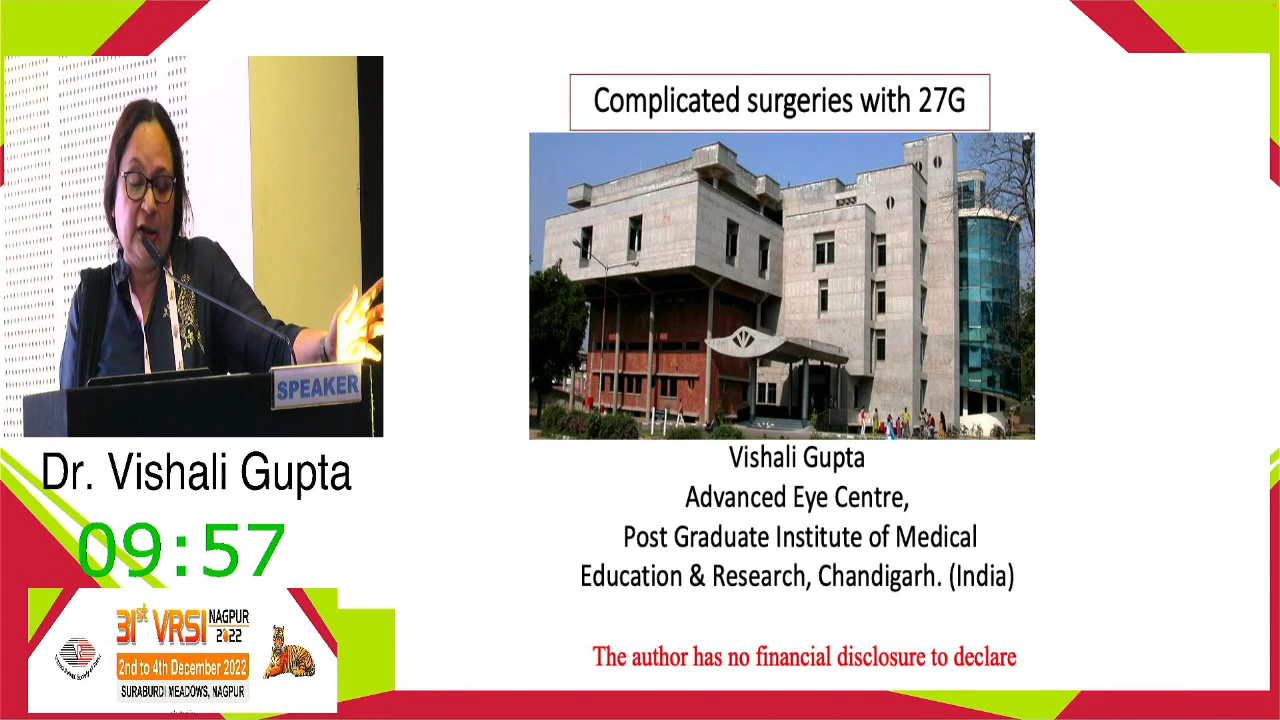 Complicated surgeries with 27G
SPEAKER
Dr. Vishali Gupta
09:57
31st VRSI NAGPUR 2022
2nd to 4th December 2022
SURABURDI MEADOWS, NAGPUR
Vishali Gupta
Advanced Eye Centre,
Post Graduate Institute of Medical
Education & Research, Chandigarh. (India)
The author has no financial disclosure to declare